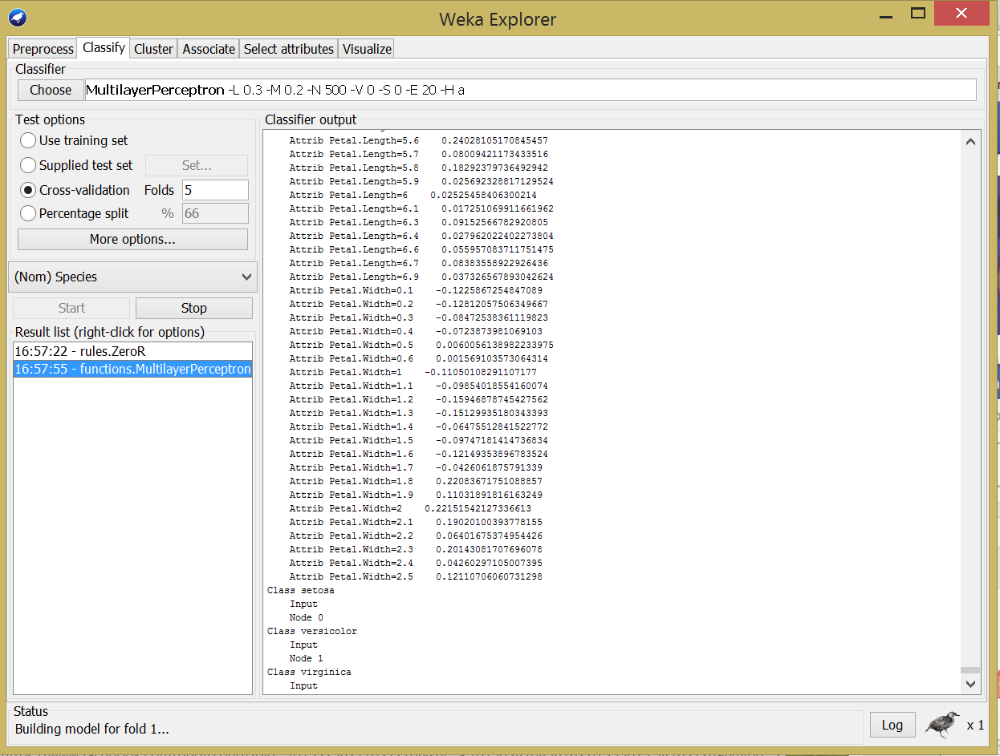 Weka Explorer
Preprocess Classify Cluster Associate Select attributes Visualize
Classifier
Choose MultilayerPerceptron -L 0.3 -M 0.2 -N 500 -V 0 -S 0 -E 20 -H a
Test options
Use training set
Supplied test set Set...
Cross-validation Folds 5
Percentage split % 66
More options...
(Nom) Species
Start Stop
Result list (right-click for options)
16:57:22 - rules.ZeroR
16:57:55 - functions.MultilayerPerceptron
Classifier output
Attrib Petal.Length=5.6 0.24028105170845457
Attrib Petal.Length=5.7 0.08009421173433516
Attrib Petal.Length=5.8 0.18292379736492942
Attrib Petal.Length=5.9 0.025692328817129524
Attrib Petal.Length=6 0.02525458406300214
Attrib Petal.Length=6.1 0.017251069911661962
Attrib Petal.Length=6.3 0.09152566782920805
Attrib Petal.Length=6.4 0.027962022402273804
Attrib Petal.Length=6.6 0.055957083711751475
Attrib Petal.Length=6.7 0.08383558922926436
Attrib Petal.Length=6.9 0.037326567893042624
Attrib Petal.Width=0.1 -0.1225867254847089
Attrib Petal.Width=0.2 -0.12812057506349667
Attrib Petal.Width=0.3 -0.08472538361119823
Attrib Petal.Width=0.4 -0.0723873981069103
Attrib Petal.Width=0.5 0.0060056138982233975
Attrib Petal.Width=0.6 0.0015691035730643​14
Attrib Petal.Width=1 -0.11050108291107177
Attrib Petal.Width=1.1 -0.09854018554160074
Attrib Petal.Width=1.2 -0.15946878745427562
Attrib Petal.Width=1.3 -0.15129935180343393
Attrib Petal.Width=1.4 -0.06475512841522772
Attrib Petal.Width=1.5 -0.09747181414736834
Attrib Petal.Width=1.6 -0.12149353896783524
Attrib Petal.Width=1.7 -0.0426061875791339
Attrib Petal.Width=1.8 0.22083671751088857
Attrib Petal.Width=1.9 0.11031891816163249
Attrib Petal.Width=2 0.22151542127336613
Attrib Petal.Width=2.1 0.19020100393778155
Attrib Petal.Width=2.2 0.06401675374954426
Attrib Petal.Width=2.3 0.20143081707696078
Attrib Petal.Width=2.4 0.04260297105007395
Attrib Petal.Width=2.5 0.12110706060731298
Class setosa
Input
Node 0
Class versicolor
Input
Node 1
Class virginica
Input
Status
Building model for fold 1...
Log
x 1